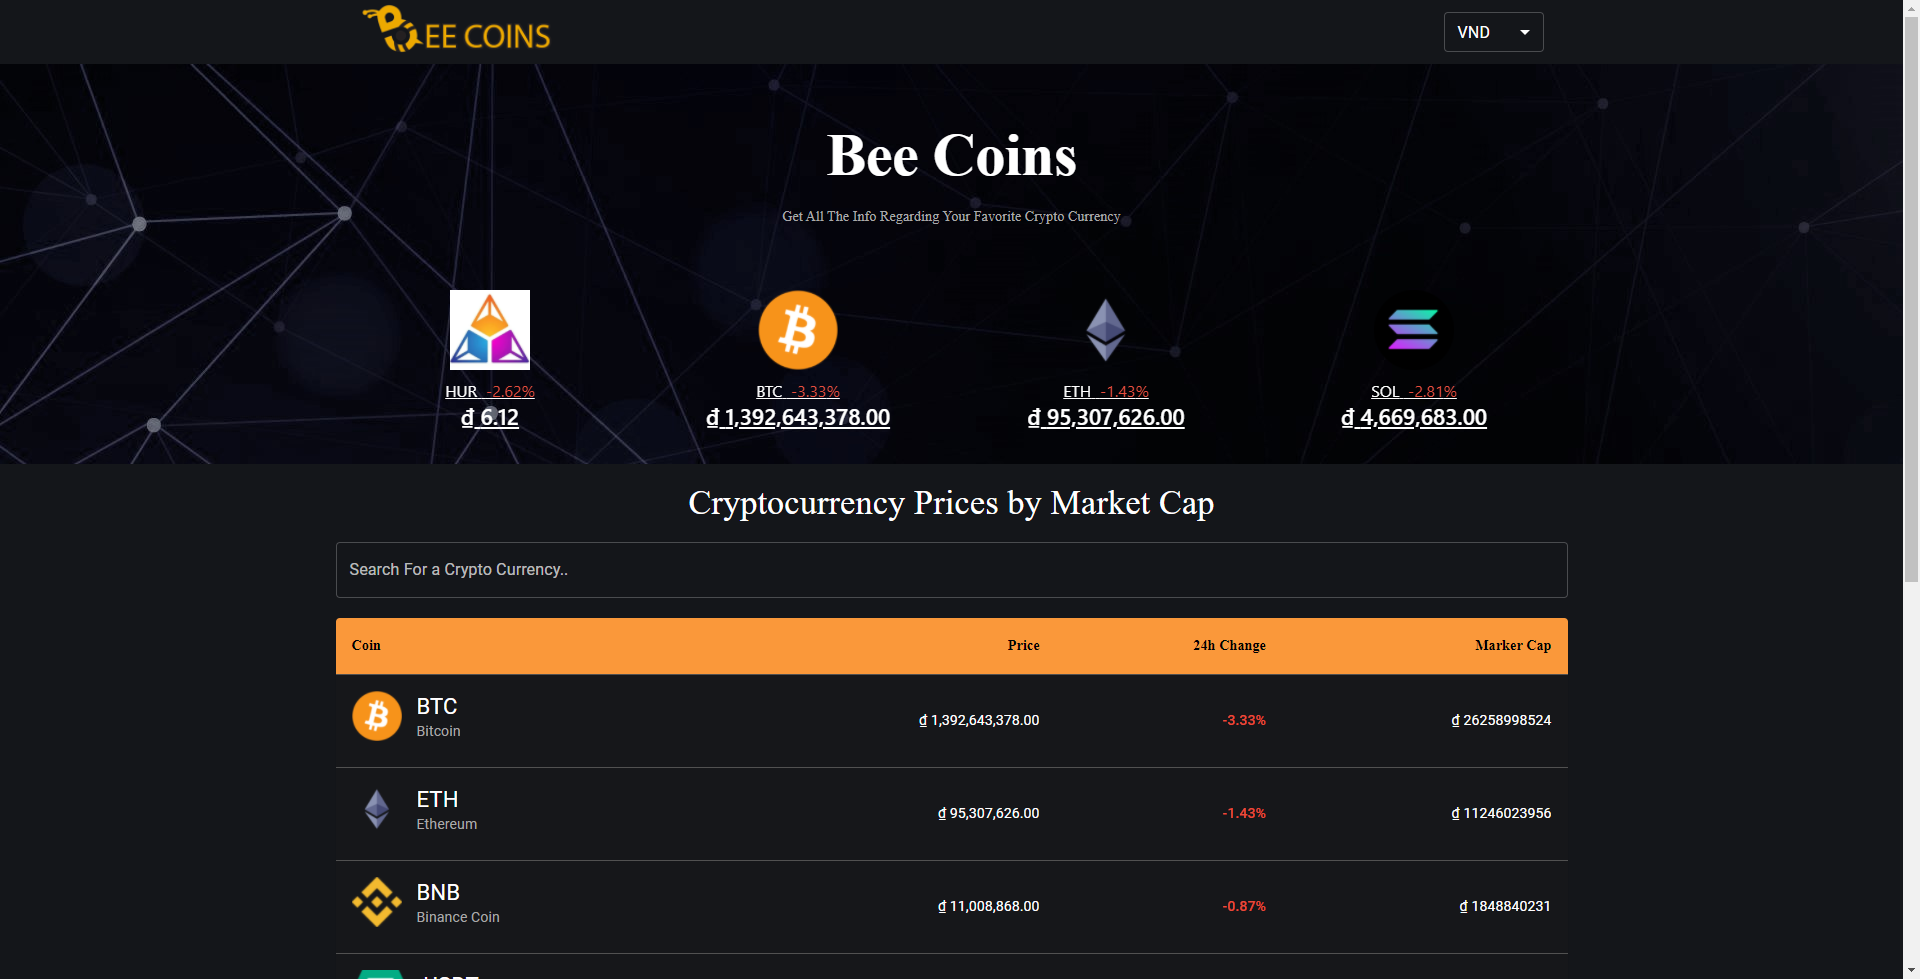 EE COINS
VND
Bee Coins
Get All The Info Regarding Your Favorite Crypto Currency
HUR -2.62%
₫ 6.12
BTC -3.33%
₫ 1,392,643,378.00
ETH -1.43%
₫ 95,307,626.00
SOL -2.81%
₫ 4,669,683.00
Cryptocurrency Prices by Market Cap
Search For a Crypto Currency..
Coin Price 24h Change Marker Cap
BTC
Bitcoin
₫ 1,392,643,378.00 -3.33% ₫ 26258998524
ETH
Ethereum
₫ 95,307,626.00 -1.43% ₫ 11246023956
BNB
Binance Coin
₫ 11,008,868.00 -0.87% ₫ 1848840231